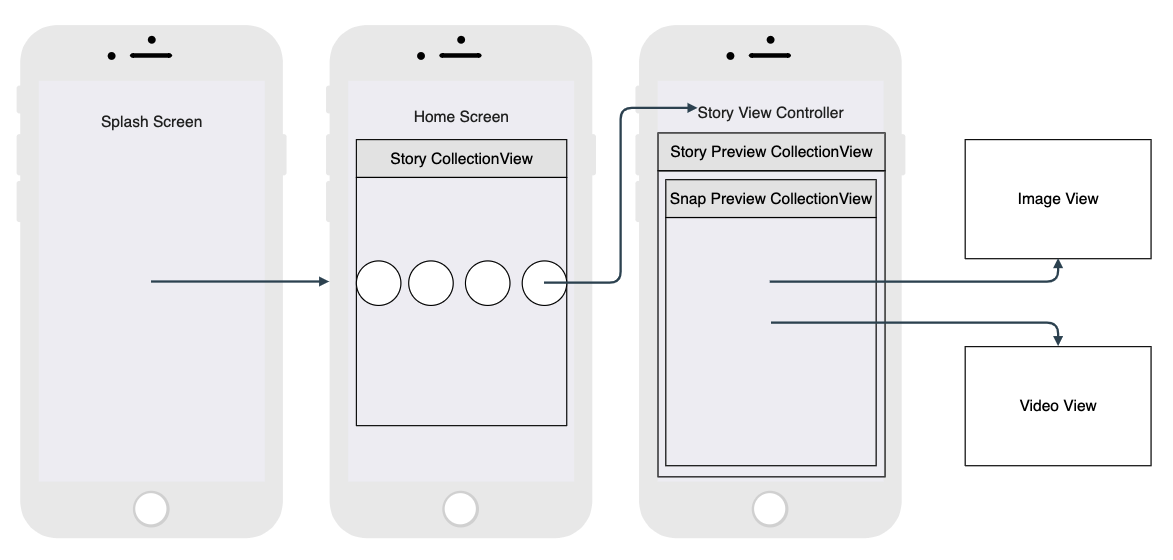 Splash Screen
Home Screen
Story CollectionView
Story View Controller
Story Preview CollectionView
Snap Preview CollectionView
Image View
Video View